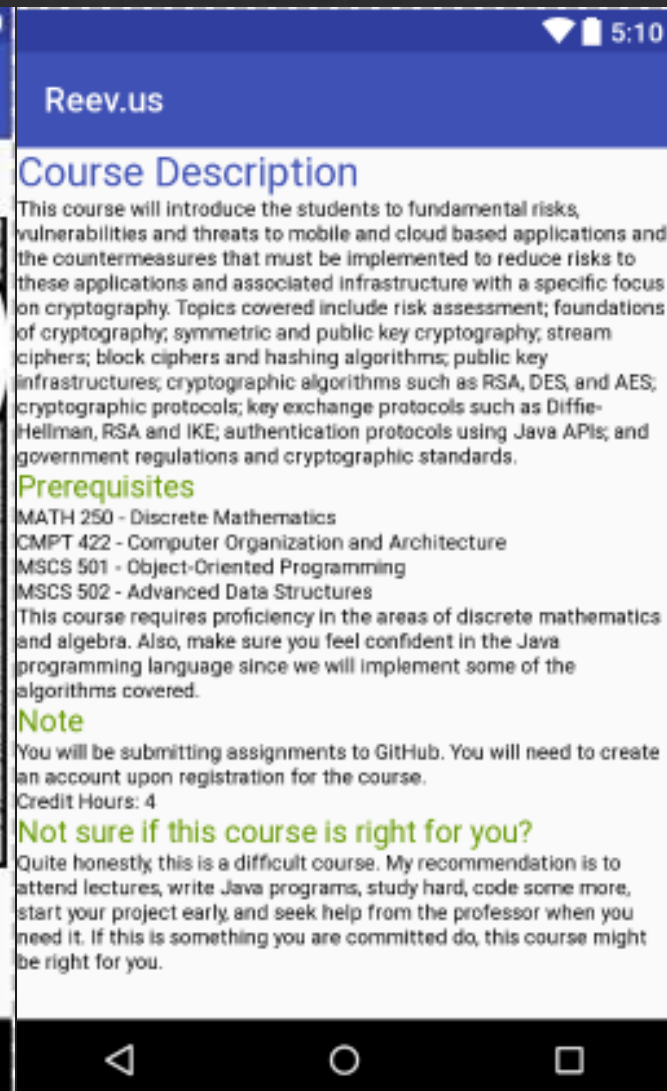 5:10
Reev.us
Course Description
This course will introduce the students to fundamental risks,
vulnerabilities and threats to mobile and cloud based applications and
the countermeasures that must be implemented to reduce risks to
these applications and associated infrastructure with a specific focus
on cryptography. Topics covered include risk assessment; foundations
of cryptography; symmetric and public key cryptography; stream
ciphers; block ciphers and hashing algorithms; public key
infrastructures; cryptographic algorithms such as RSA, DES, and AES;
cryptographic protocols; key exchange protocols such as Diffie-
Hellman, RSA and IKE; authentication protocols using Java APIs; and
government regulations and cryptographic standards.
Prerequisites
MATH 250 - Discrete Mathematics
CMPT 422 - Computer Organization and Architecture
MSCS 501 - Object-Oriented Programming
MSCS 502 - Advanced Data Structures
This course requires proficiency in the areas of discrete mathematics
and algebra. Also, make sure you feel confident in the Java
programming language since we will implement some of the
algorithms covered.
Note
You will be submitting assignments to GitHub. You will need to create
an account upon registration for the course.
Credit Hours: 4
Not sure if this course is right for you?
Quite honestly, this is a difficult course. My recommendation is to
attend lectures, write Java programs, study hard, code some more,
start your project early, and seek help from the professor when you
need it. If this is something you are committed do, this course might
be right for you.